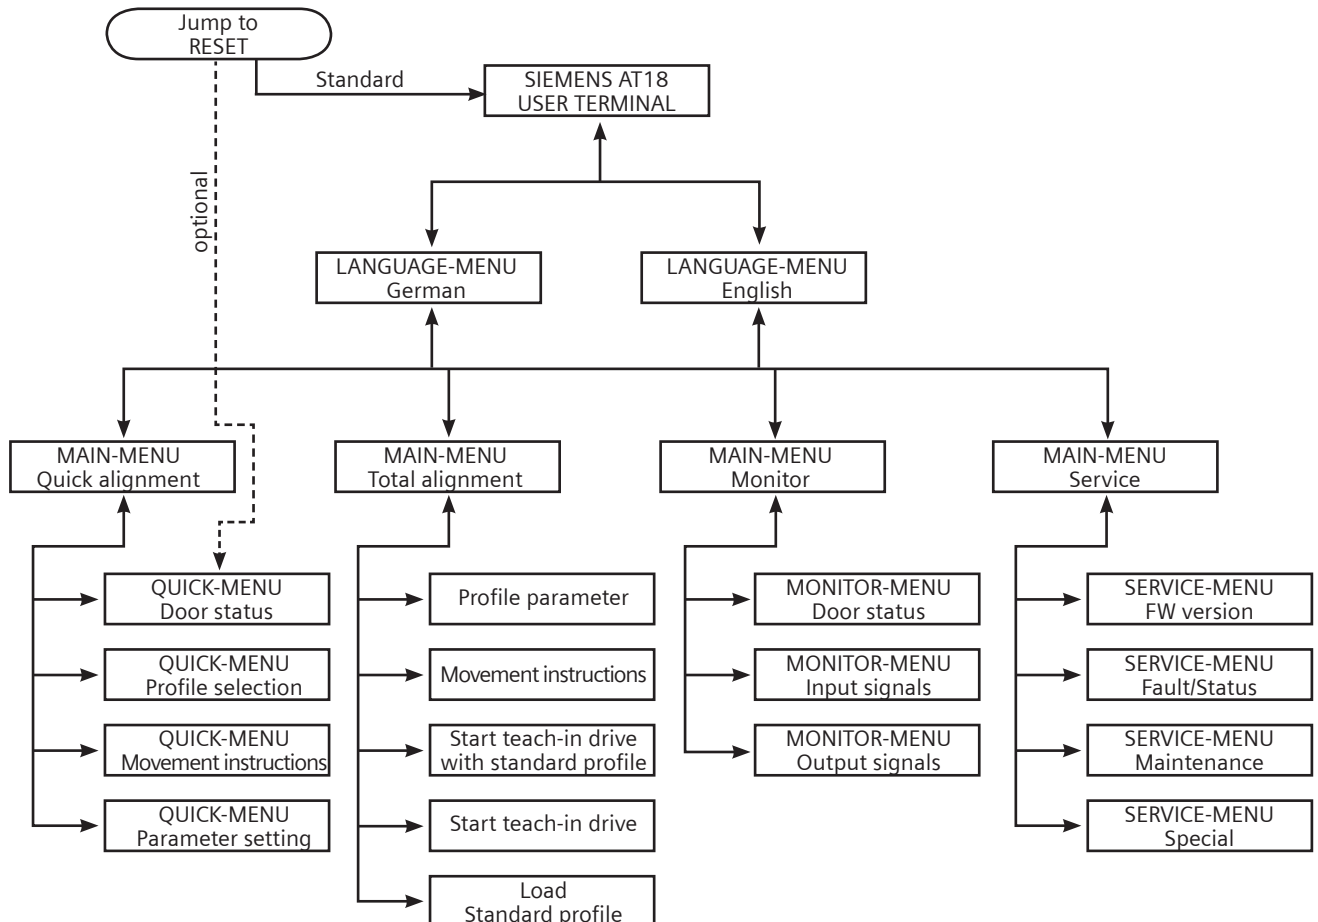 Jump to
RESET
Standard
SIEMENS AT18
USER TERMINAL
optional
LANGUAGE-MENU
German
LANGUAGE-MENU
English
MAIN-MENU
Quick alignment
MAIN-MENU
Total alignment
MAIN-MENU
Monitor
MAIN-MENU
Service
QUICK-MENU
Door status
QUICK-MENU
Profile selection
QUICK-MENU
Movement instructions
QUICK-MENU
Parameter setting
Profile parameter
Movement instructions
Start teach-in drive
with standard profile
Start teach-in drive
Load
Standard profile
MONITOR-MENU
Door status
MONITOR-MENU
Input signals
MONITOR-MENU
Output signals
SERVICE-MENU
FW version
SERVICE-MENU
Fault/Status
SERVICE-MENU
Maintenance
SERVICE-MENU
Special